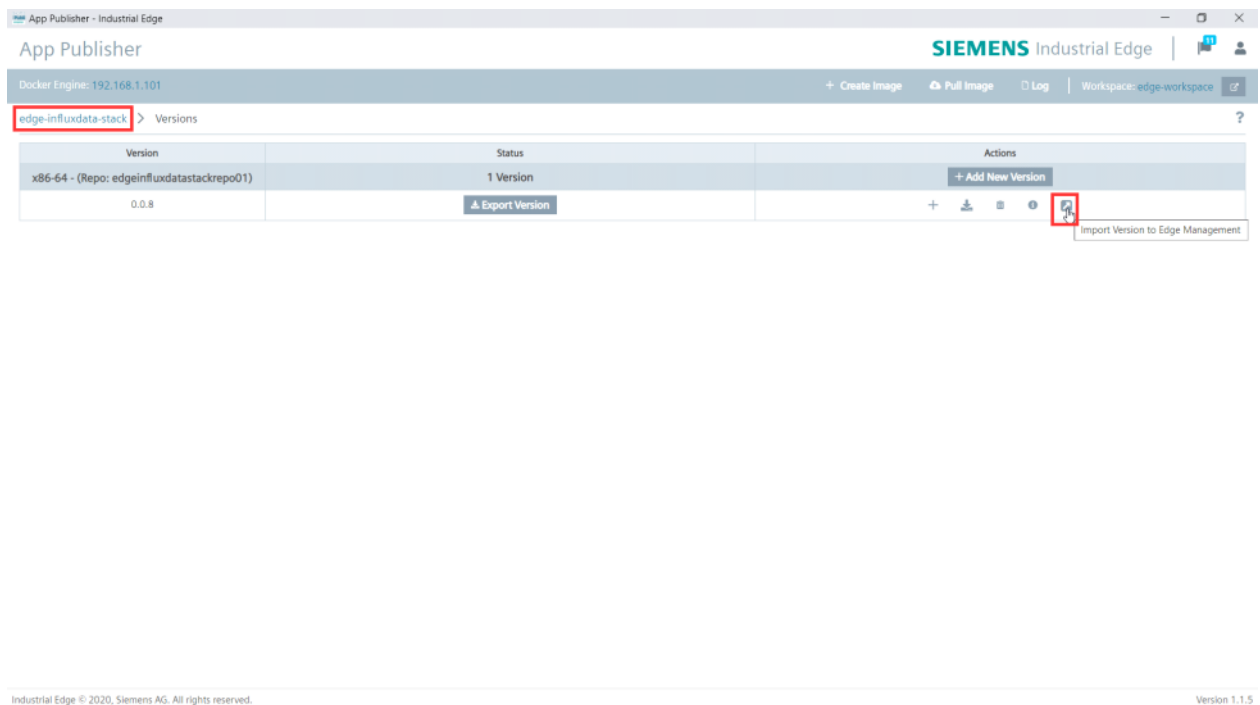 App Publisher - Industrial Edge
App Publisher
SIEMENS Industrial Edge
11
Docker Engine: 192.168.1.101
+ Create Image
Pull Image
Log
Workspace: edge-workspace
edge-influxdata-stack > Versions
?
Version
Status
Actions
x86-64 - (Repo: edgeinfluxdatastackrepo01)
1 Version
+ Add New Version
0.0.8
Export Version
Import Version to Edge Management
Industrial Edge © 2020, Siemens AG. All rights reserved.
Version 1.1.5